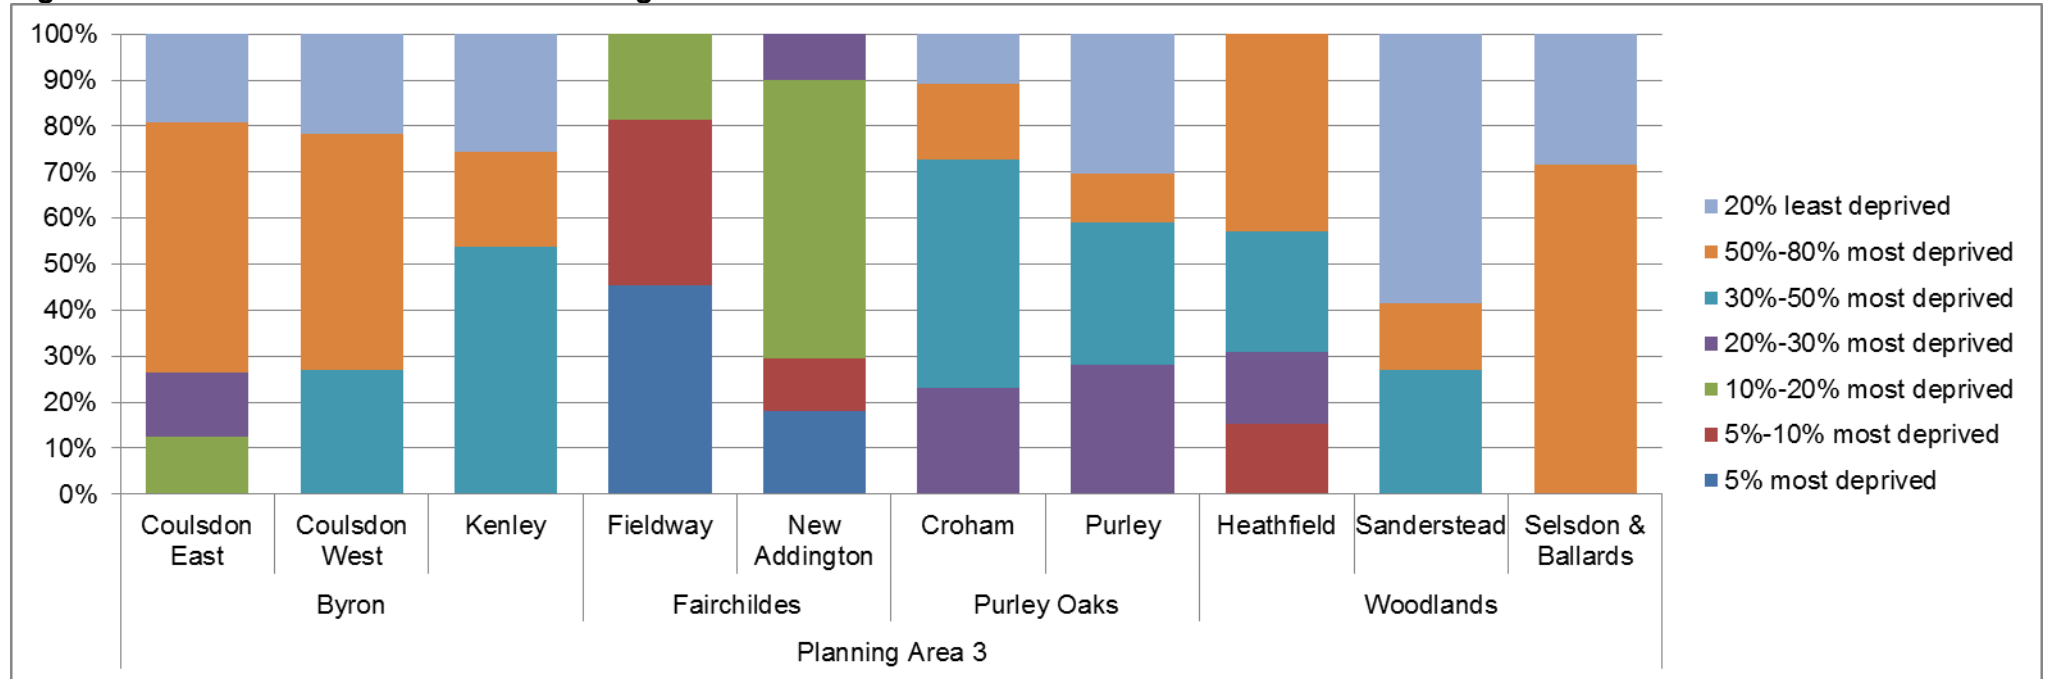 100%
90%
80%
70%
60%
50%
40%
30%
20%
10%
0%
Coulsdon East
Coulsdon West
Kenley
Fieldway
New Addington
Croham
Purley
Heathfield
Sanderstead
Selsdon & Ballards
Byron
Fairchildes
Purley Oaks
Woodlands
Planning Area 3
20% least deprived
50%-80% most deprived
30%-50% most deprived
20%-30% most deprived
10%-20% most deprived
5%-10% most deprived
5% most deprived